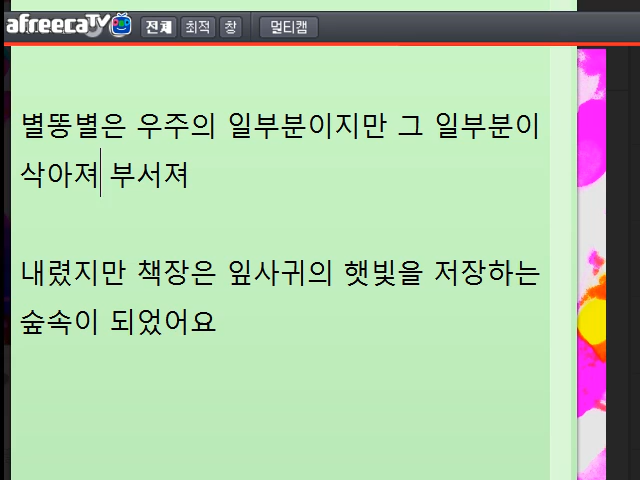 afreecaTV 전체 최적 창 멀티캠
별똥별은 우주의 일부분이지만 그 일부분이
삭아져 부서져
내렸지만 책장은 잎사귀의 햇빛을 저장하는
숲속이 되었어요